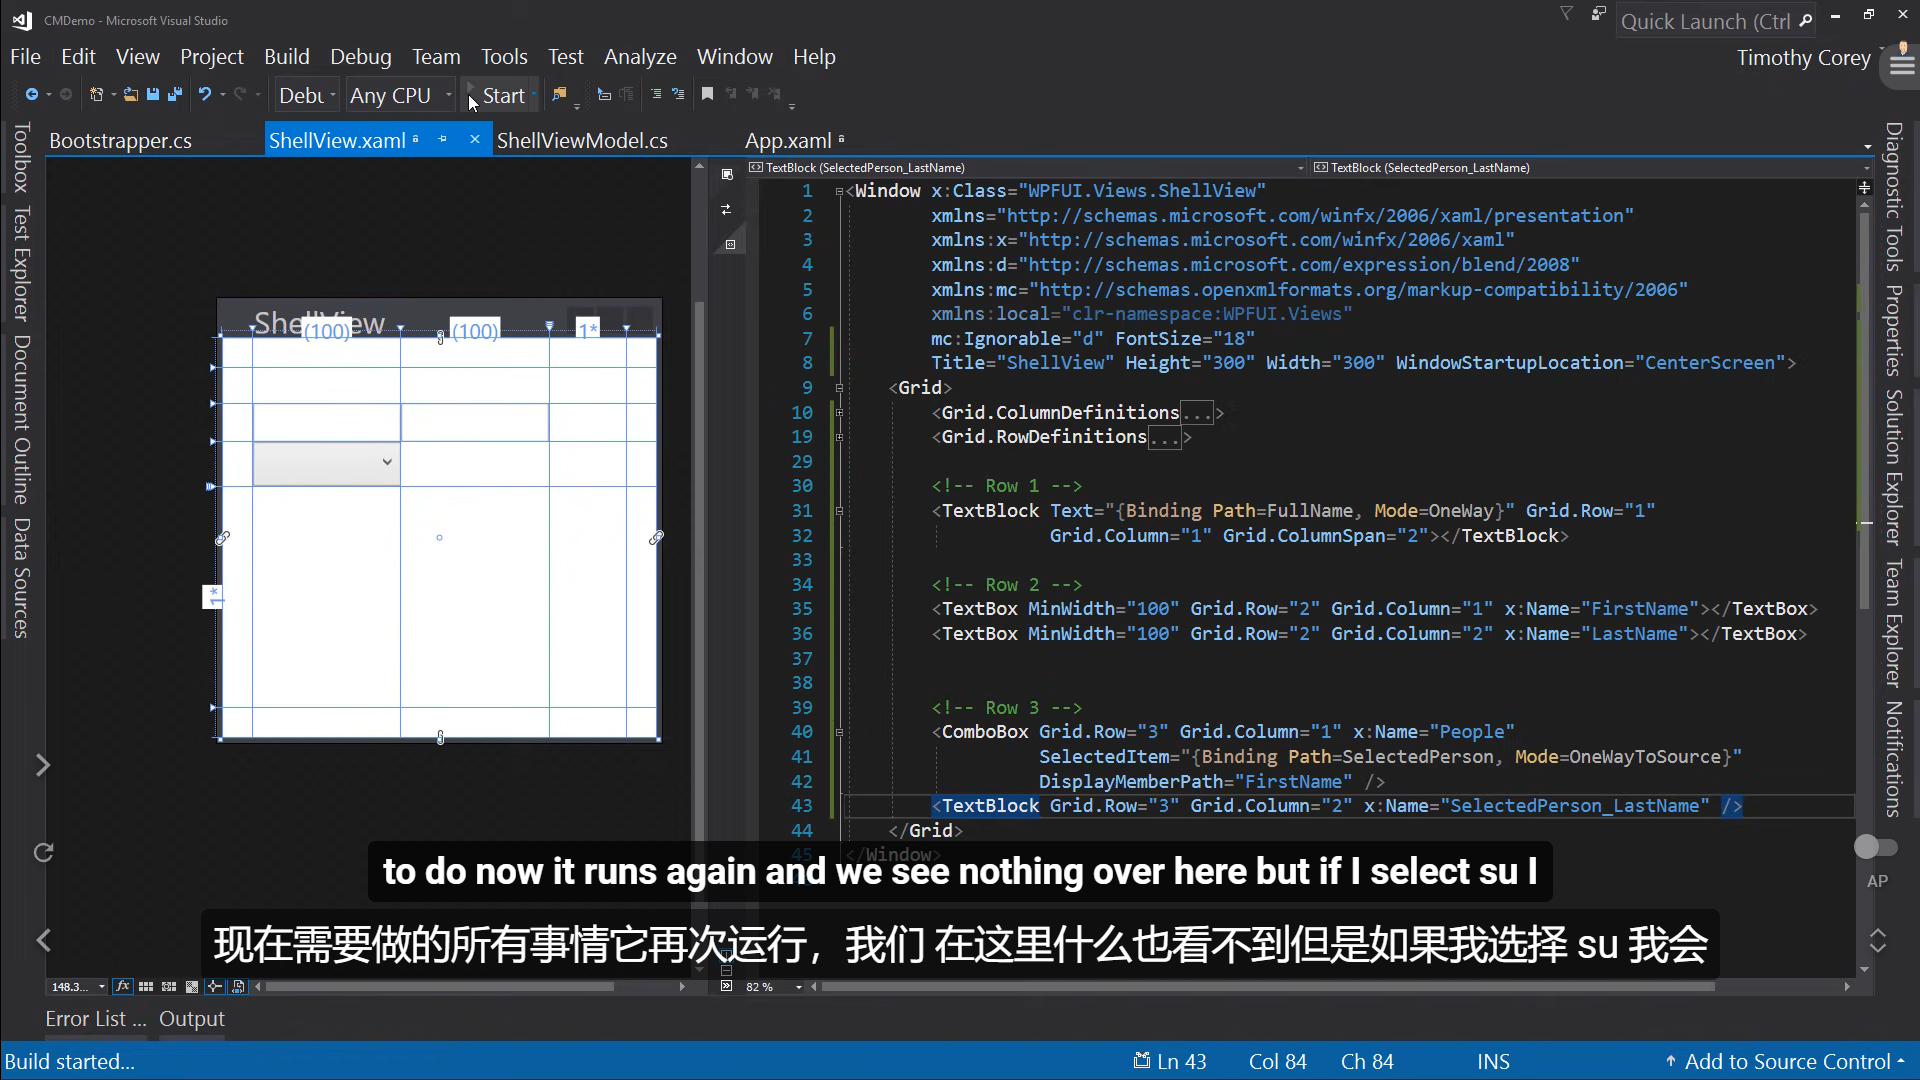 CMDemo - Microsoft Visual Studio
Quick Launch (Ctrl
File Edit View Project Build Debug Team Tools Test Analyze Window Help
Timothy Corey
Debu Any CPU Start
Bootstrapper.cs ShellView.xaml ShellViewModel.cs App.xaml
TextBlock (SelectedPerson_LastName) TextBlock (SelectedPerson_LastName)
Toolbox
Test Explorer
Document Outline
Data Sources
ShellView
(100) (100) 1*
1*
1 <Window x:Class="WPFUI.Views.ShellView"
2 xmlns="http://schemas.microsoft.com/winfx/2006/xaml/presentation"
3 xmlns:x="http://schemas.microsoft.com/winfx/2006/xaml"
4 xmlns:d="http://schemas.microsoft.com/expression/blend/2008"
5 xmlns:mc="http://schemas.openxmlformats.org/markup-compatibility/2006"
6 xmlns:local="clr-namespace:WPFUI.Views"
7 mc:Ignorable="d" FontSize="18"
8 Title="ShellView" Height="300" Width="300" WindowStartupLocation="CenterScreen">
9 <Grid>
10 <Grid.ColumnDefinitions...>
19 <Grid.RowDefinitions...>
29
30 <!-- Row 1 -->
31 <TextBlock Text="{Binding Path=FullName, Mode=OneWay}" Grid.Row="1"
32 Grid.Column="1" Grid.ColumnSpan="2"></TextBlock>
33
34 <!-- Row 2 -->
35 <TextBox MinWidth="100" Grid.Row="2" Grid.Column="1" x:Name="FirstName"></TextBox>
36 <TextBox MinWidth="100" Grid.Row="2" Grid.Column="2" x:Name="LastName"></TextBox>
37
38
39 <!-- Row 3 -->
40 <ComboBox Grid.Row="3" Grid.Column="1" x:Name="People"
41 SelectedItem="{Binding Path=SelectedPerson, Mode=OneWayToSource}"
42 DisplayMemberPath="FirstName" />
43 <TextBlock Grid.Row="3" Grid.Column="2" x:Name="SelectedPerson_LastName" />
44 </Grid>
45 </Window>
Diagnostic Tools
Properties
Solution Explorer
Team Explorer
Notifications
AP
to do now it runs again and we see nothing over here but if I select su I
现在需要做的所有事情它再次运行，我们 在这里什么也看不到但是如果我选择 su 我会
148.3... fx 82 %
Error List ... Output
Build started... Ln 43 Col 84 Ch 84 INS Add to Source Control